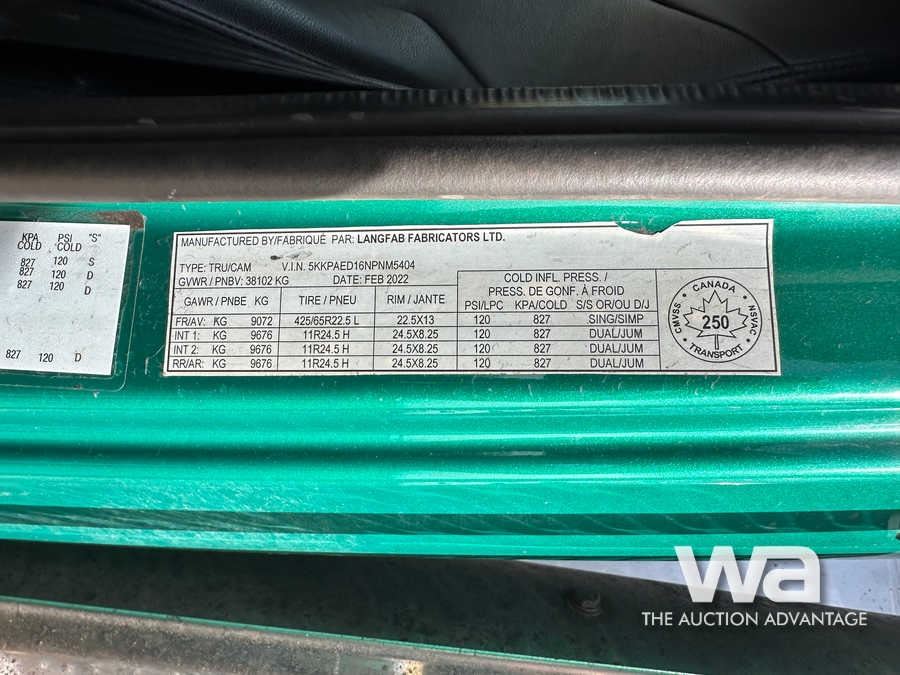 KPA PSI "S"
COLD COLD
827 120 S
827 120 D
827 120 D
827 120 D
MANUFACTURED BY/FABRIQUÉ PAR: LANGFAB FABRICATORS LTD.
TYPE: TRU/CAM V.I.N. 5KKPAED16NPNM5404
GVWR / PNBV: 38102 KG DATE: FEB 2022
COLD INFL. PRESS. /
PRESS. DE GONF. À FROID
GAWR / PNBE KG TIRE / PNEU RIM / JANTE PSI/LPC KPA/COLD S/S OR/OU D/J
FR/AV: KG 9072 425/65R22.5 L 22.5X13 120 827 SING/SIMP
INT 1: KG 9676 11R24.5 H 24.5X8.25 120 827 DUAL/JUM
INT 2: KG 9676 11R24.5 H 24.5X8.25 120 827 DUAL/JUM
RR/AR: KG 9676 11R24.5 H 24.5X8.25 120 827 DUAL/JUM
CANADA
CMVSS
NSVAC
250
TRANSPORT
wa
THE AUCTION ADVANTAGE